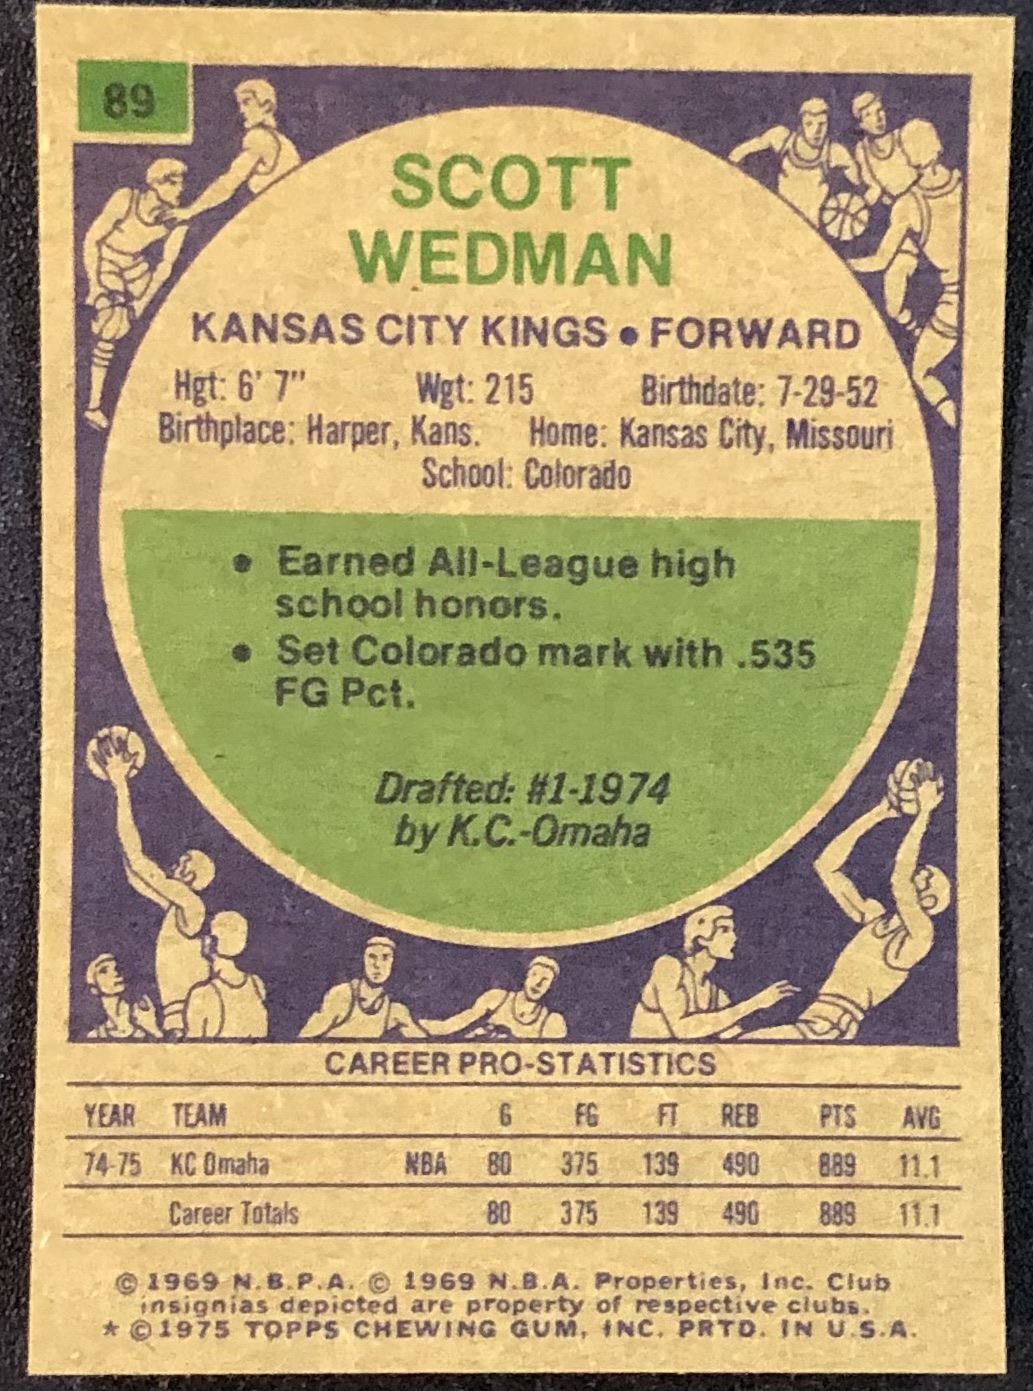 89
SCOTT
WEDMAN
KANSAS CITY KINGS • FORWARD
Hgt: 6' 7" Wgt: 215 Birthdate: 7-29-52
Birthplace: Harper, Kans. Home: Kansas City, Missouri
School: Colorado
• Earned All-League high
school honors.
• Set Colorado mark with .535
FG Pct.
Drafted: #1-1974
by K.C.-Omaha
CAREER PRO-STATISTICS
YEAR TEAM G FG FT REB PTS AVG
74-75 KC Omaha NBA 80 375 139 490 889 11.1
Career Totals 80 375 139 490 889 11.1
© 1969 N.B.P.A. © 1969 N.B.A. Properties, Inc. Club
insignias depicted are property of respective clubs.
* © 1975 TOPPS CHEWING GUM, INC. PRTD. IN U.S.A.